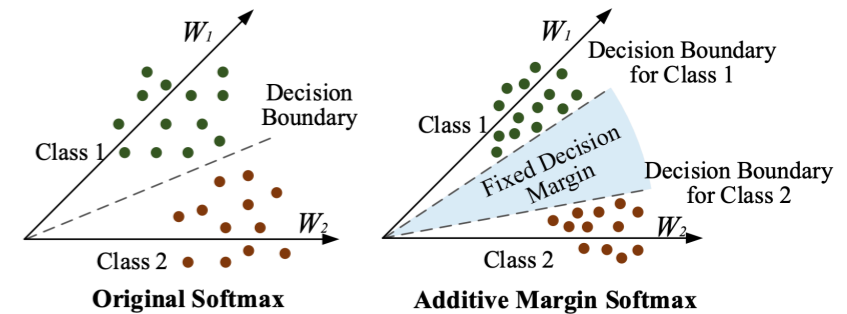 W1
Decision
Boundary
Class 1
W2
Class 2
Original Softmax
W1
Decision Boundary
for Class 1
Class 1
Fixed Decision
Margin
Decision Boundary
for Class 2
W2
Class 2
Additive Margin Softmax